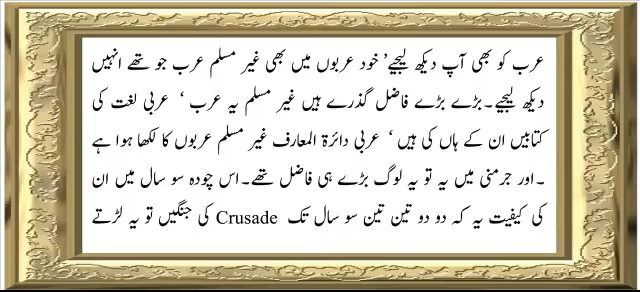 عرب کو بھی آپ دیکھ لیجیے’ خود عربوں میں بھی غیر مسلم عرب جو تھے انہیں
دیکھ لیجیے۔بڑے بڑے فاضل گذرے ہیں غیر مسلم یہ عرب ‘ عربی لغت کی
کتابیں ان کے ہاں کی ہیں ‘ عربی دائرۃ المعارف غیر مسلم عربوں کا لکھا ہوا ہے
۔اور جرمنی میں یہ تو یہ لوگ بڑے ہی فاضل تھے۔اس چودہ سو سال میں ان
کی کیفیت یہ کہ دو دو تین تین سو سال تک Crusade کی جنگیں تو یہ لڑتے